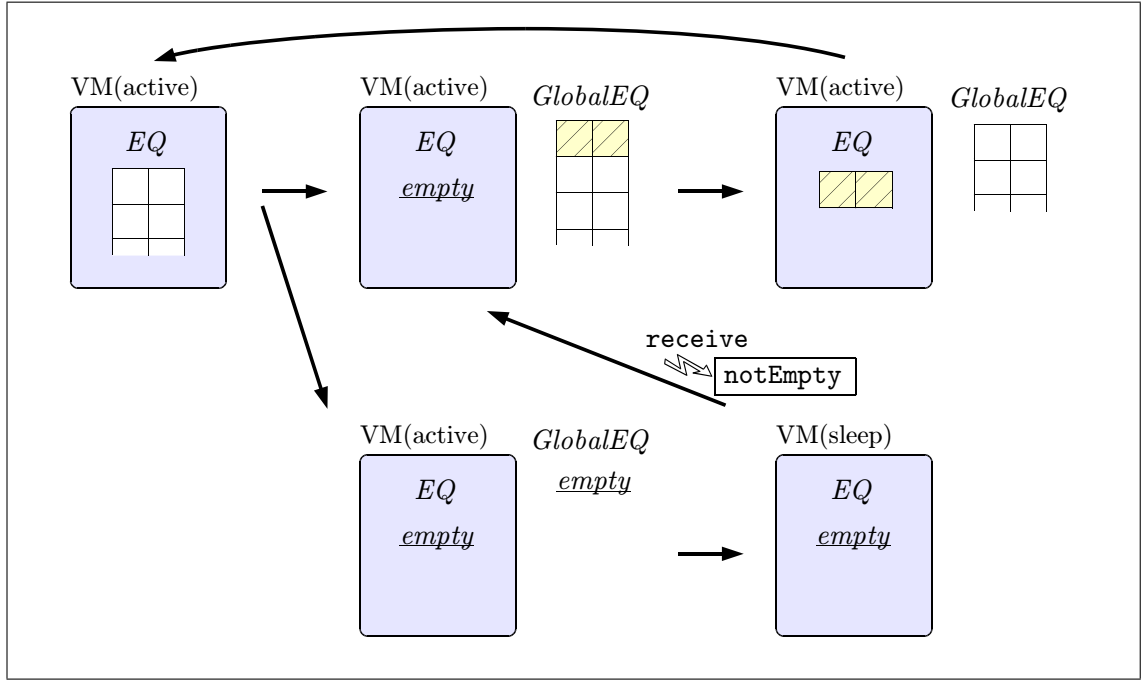 VM(active)
EQ
VM(active)
EQ
empty
GlobalEQ
VM(active)
EQ
GlobalEQ
receive
notEmpty
VM(active)
EQ
empty
GlobalEQ
empty
VM(sleep)
EQ
empty